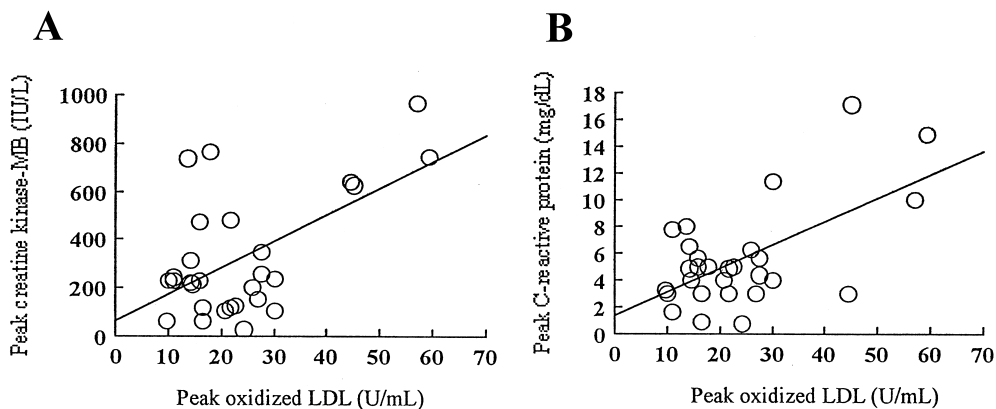 A
Peak creatine kinase-MB (IU/L)
1000
800
600
400
200
0
0 10 20 30 40 50 60 70
Peak oxidized LDL (U/mL)
B
Peak C-reactive protein (mg/dL)
18
16
14
12
10
8
6
4
2
0
0 10 20 30 40 50 60 70
Peak oxidized LDL (U/mL)